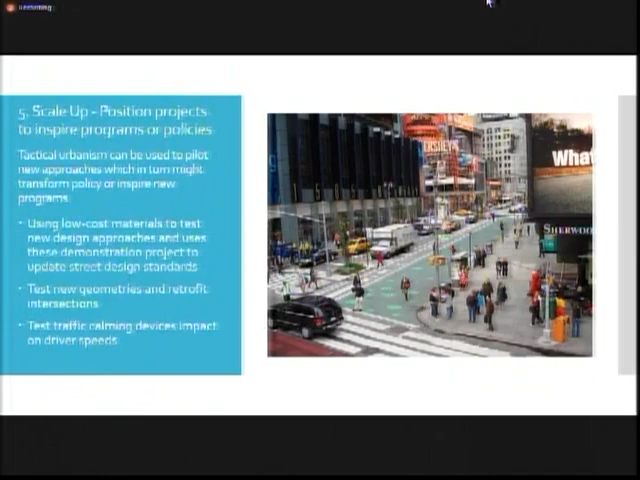 5. Scale Up - Position projects
to inspire programs or policies
Tactical urbanism can be used to pilot
new approaches which in turn might
transform policy or inspire new
programs
- Using low-cost materials to test
new design approaches and uses
these demonstration project to
update street design standards
- Test new geometries and retrofit
intersections
- Test traffic calming devices impact
on driver speeds
HERSHEY'S
What
SHERWOO